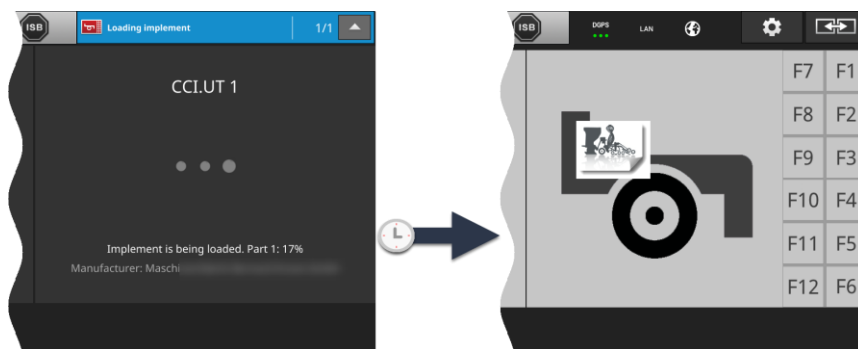 ISB
Loading implement
1/1
CCI.UT 1
Implement is being loaded. Part 1: 17%
Manufacturer: Maschi
ISB
DGPS
LAN
F7 F1
F8 F2
F9 F3
F10 F4
F11 F5
F12 F6